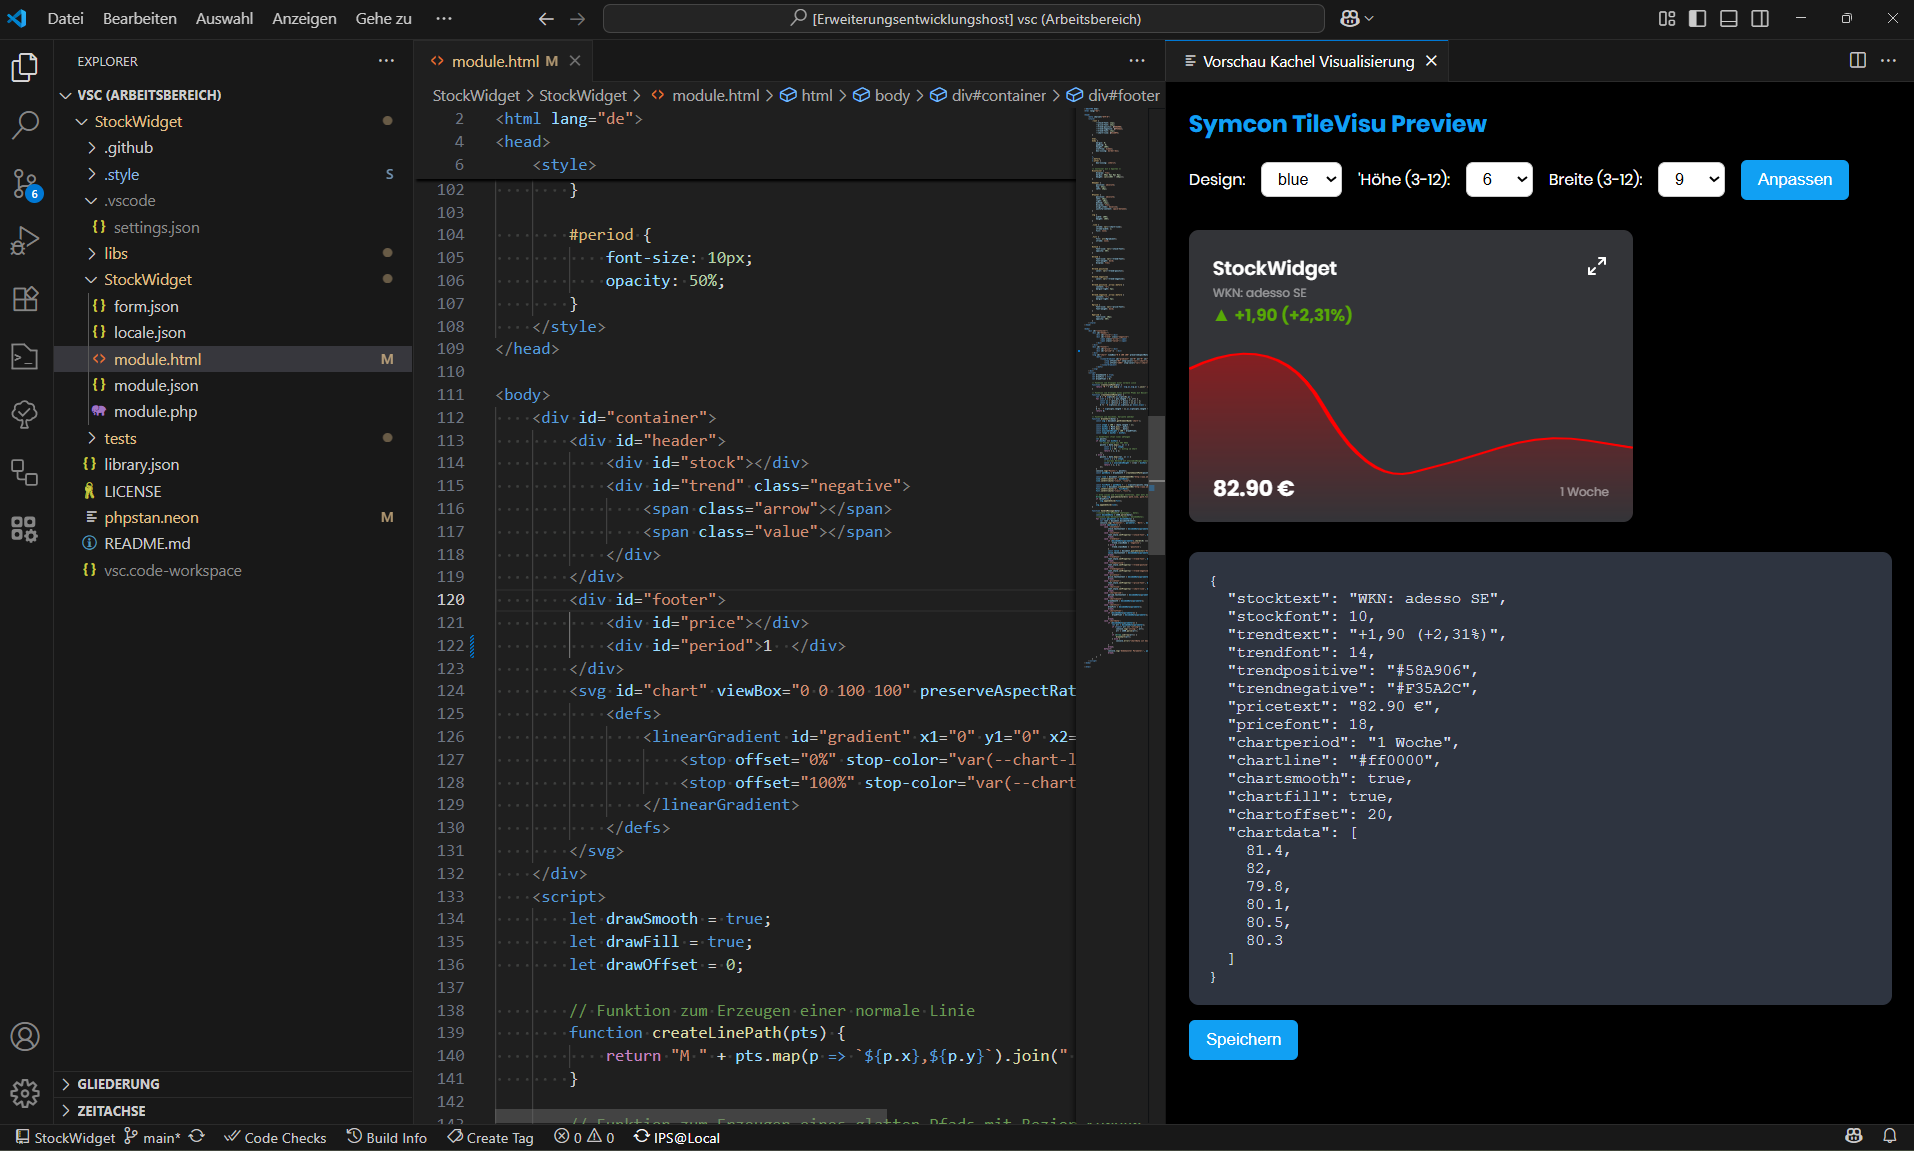 Datei Bearbeiten Auswahl Anzeigen Gehe zu ···
[Erweiterungsentwicklungshost] vsc (Arbeitsbereich)
EXPLORER
VSC (ARBEITSBEREICH)
StockWidget
.github
.style S
.vscode
settings.json
libs
StockWidget
form.json
locale.json
module.html M
module.json
module.php
tests
library.json
LICENSE
phpstan.neon M
README.md
vsc.code-workspace
GLIEDERUNG
ZEITACHSE
6
module.html M
StockWidget > StockWidget > module.html > html > body > div#container > div#footer
2 <html lang="de">
4 <head>
6 <style>
102 }
103
104 #period {
105 font-size: 10px;
106 opacity: 50%;
107 }
108 </style>
109 </head>
110
111 <body>
112 <div id="container">
113 <div id="header">
114 <div id="stock"></div>
115 <div id="trend" class="negative">
116 <span class="arrow"></span>
117 <span class="value"></span>
118 </div>
119 </div>
120 <div id="footer">
121 <div id="price"></div>
122 <div id="period">1  </div>
123 </div>
124 <svg id="chart" viewBox="0 0 100 100" preserveAspectRat
125 <defs>
126 <linearGradient id="gradient" x1="0" y1="0" x2=
127 <stop offset="0%" stop-color="var(--chart-l
128 <stop offset="100%" stop-color="var(--chart
129 </linearGradient>
130 </defs>
131 </svg>
132 </div>
133 <script>
134 let drawSmooth = true;
135 let drawFill = true;
136 let drawOffset = 0;
137
138 // Funktion zum Erzeugen einer normale Linie
139 function createLinePath(pts) {
140 return "M " + pts.map(p => `${p.x},${p.y}`).join("
141 }
142
Vorschau Kachel Visualisierung
Symcon TileVisu Preview
Design: blue 'Höhe (3-12): 6 Breite (3-12): 9 Anpassen
StockWidget
WKN: adesso SE
▲ +1,90 (+2,31%)
82.90 €
1 Woche
{
"stocktext": "WKN: adesso SE",
"stockfont": 10,
"trendtext": "+1,90 (+2,31%)",
"trendfont": 14,
"trendpositive": "#58A906",
"trendnegative": "#F35A2C",
"pricetext": "82.90 €",
"pricefont": 18,
"chartperiod": "1 Woche",
"chartline": "#ff0000",
"chartsmooth": true,
"chartfill": true,
"chartoffset": 20,
"chartdata": [
81.4,
82,
79.8,
80.1,
80.5,
80.3
]
}
Speichern
StockWidget main* Code Checks Build Info Create Tag 0 0 IPS@Local